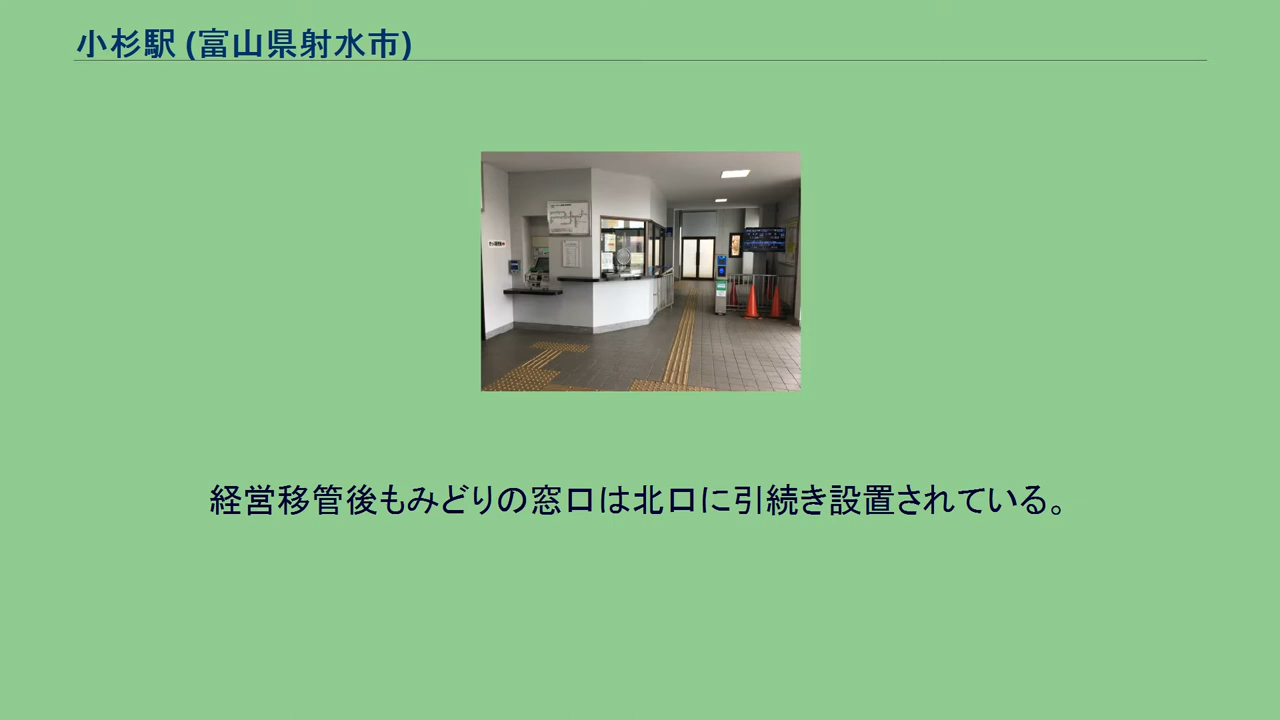 小杉駅 (富山県射水市)
経営移管後もみどりの窓口は北口に引続き設置されている。